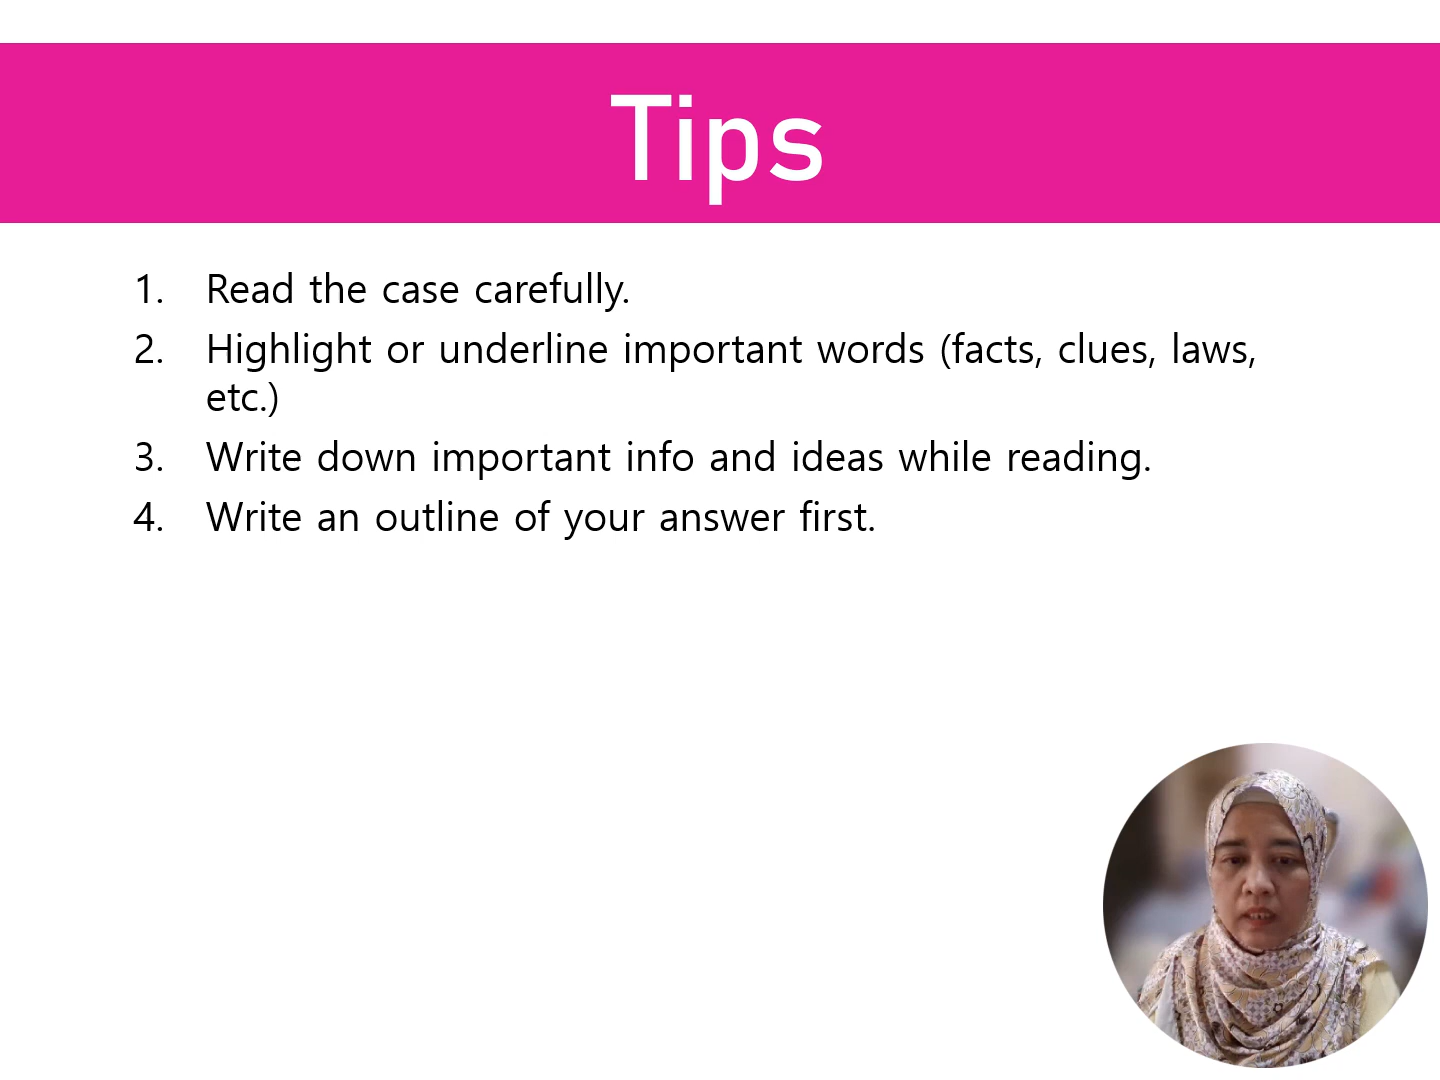 Tips
1. Read the case carefully.
2. Highlight or underline important words (facts, clues, laws,
etc.)
3. Write down important info and ideas while reading.
4. Write an outline of your answer first.